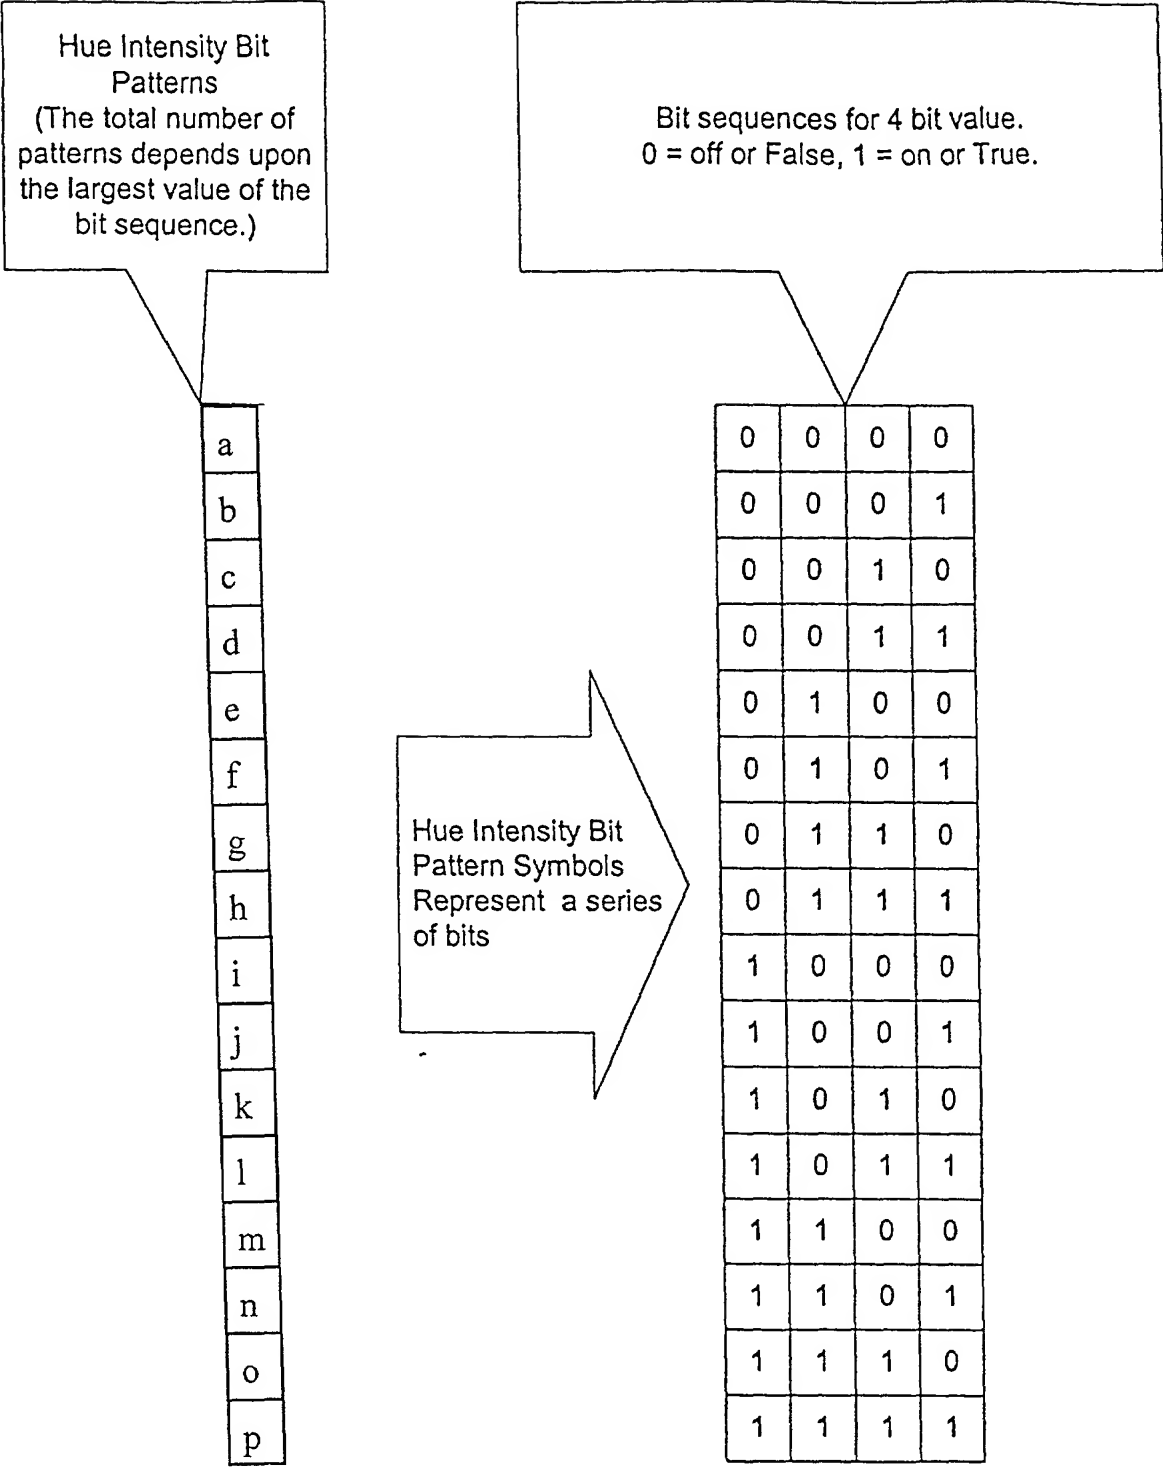 Hue Intensity Bit
Patterns
(The total number of
patterns depends upon
the largest value of the
bit sequence.)
Bit sequences for 4 bit value.
0 = off or False, 1 = on or True.
a 0 0 0 0
b 0 0 0 1
c 0 0 1 0
d 0 0 1 1
e 0 1 0 0
f 0 1 0 1
g 0 1 1 0
h 0 1 1 1
i 1 0 0 0
j 1 0 0 1
k 1 0 1 0
l 1 0 1 1
m 1 1 0 0
n 1 1 0 1
o 1 1 1 0
p 1 1 1 1
Hue Intensity Bit
Pattern Symbols
Represent a series
of bits